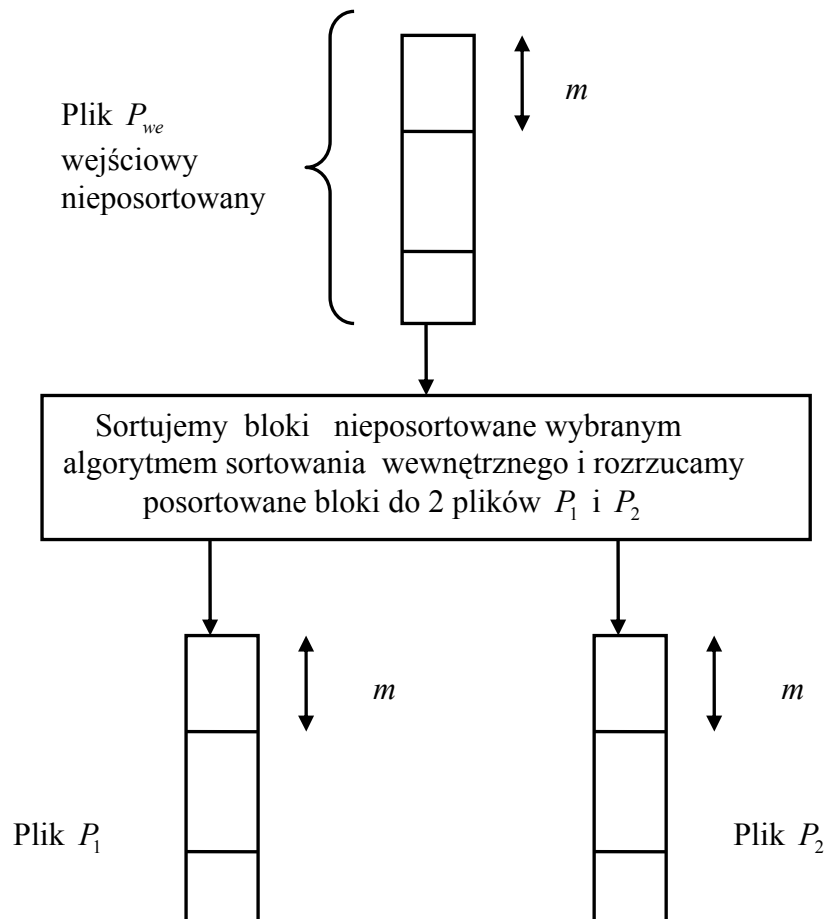 m
Plik P_we
wejściowy
nieposortowany
Sortujemy bloki nieposortowane wybranym
algorytmem sortowania wewnętrznego i rozrzucamy
posortowane bloki do 2 plików P_1 i P_2
m
m
Plik P_1
Plik P_2